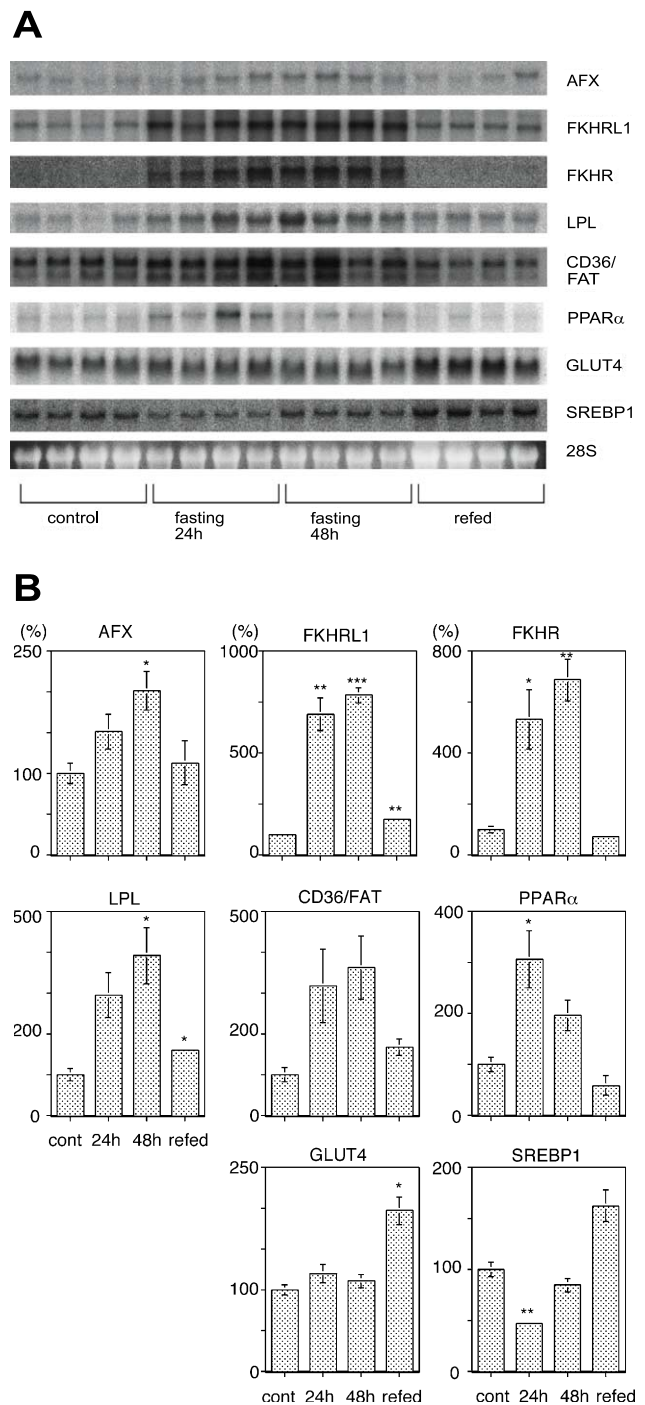 A
AFX
FKHRL1
FKHR
LPL
CD36/
FAT
PPARα
GLUT4
SREBP1
28S
control
fasting
24h
fasting
48h
refed
B
(%) AFX
250
100
0
*
(%) FKHRL1
1000
500
0
** *** **
(%) FKHR
800
400
0
* **
LPL
500
200
0
* *
cont 24h 48h refed
CD36/FAT
500
200
0
PPARα
400
200
0
*
GLUT4
250
100
0
*
cont 24h 48h refed
SREBP1
200
100
0
**
cont 24h 48h refed